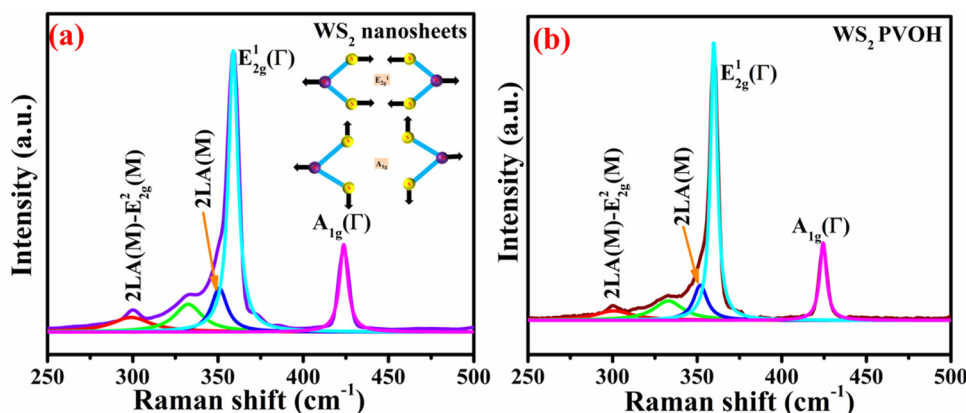 (a)
WS₂ nanosheets
E¹₂g(Γ)
S
S
E₂g¹
S
S
S
S
A₁g
S
S
2LA(M)-E²₂g(M)
2LA(M)
A₁g(Γ)
Intensity (a.u.)
250 300 350 400 450 500
Raman shift (cm⁻¹)
(b)
WS₂ PVOH
E¹₂g(Γ)
2LA(M)-E²₂g(M)
2LA(M)
A₁g(Γ)
Intensity (a.u.)
250 300 350 400 450 500
Raman shift (cm⁻¹)